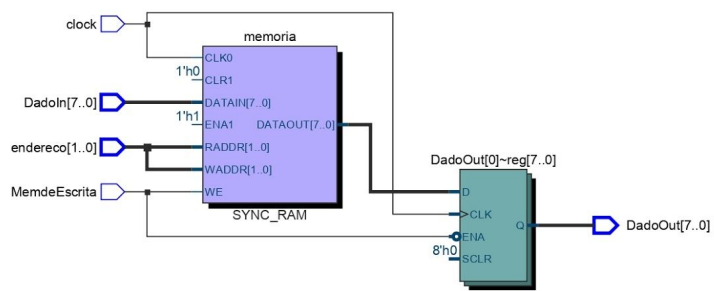 clock
memoria
CLK0
1'h0
CLR1
DadoIn[7..0]
DATAIN[7..0]
1'h1
ENA1
DATAOUT[7..0]
endereco[1..0]
RADDR[1..0]
WADDR[1..0]
MemdeEscrita
WE
SYNC_RAM
DadoOut[0]~reg[7..0]
D
CLK
Q
DadoOut[7..0]
ENA
8'h0
SCLR